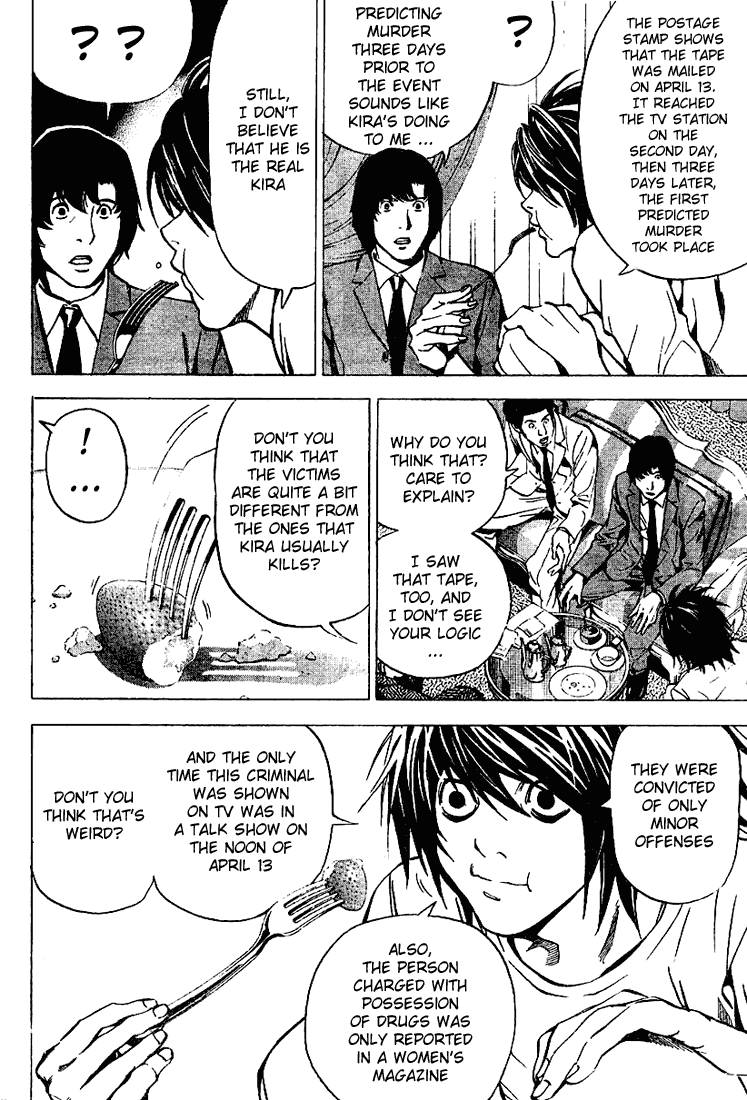 THE POSTAGE
STAMP SHOWS
THAT THE TAPE
WAS MAILED
ON APRIL 13.
IT REACHED
THE TV STATION
ON THE
SECOND DAY,
THEN THREE
DAYS LATER,
THE FIRST
PREDICTED
MURDER
TOOK PLACE
?
PREDICTING
MURDER
THREE DAYS
PRIOR TO
THE EVENT
SOUNDS LIKE
KIRA'S DOING
TO ME ...
STILL,
I DON'T
BELIEVE
THAT HE IS
THE REAL
KIRA
? ?
WHY DO YOU
THINK THAT?
CARE TO
EXPLAIN?
I SAW
THAT TAPE,
TOO, AND
I DON'T SEE
YOUR LOGIC
...
DON'T YOU
THINK THAT
THE VICTIMS
ARE QUITE A BIT
DIFFERENT FROM
THE ONES THAT
KIRA USUALLY
KILLS?
!
...
THEY WERE
CONVICTED
OF ONLY
MINOR
OFFENSES
ALSO,
THE PERSON
CHARGED WITH
POSSESSION
OF DRUGS WAS
ONLY REPORTED
IN A WOMEN'S
MAGAZINE
AND THE ONLY
TIME THIS CRIMINAL
WAS SHOWN
ON TV WAS IN
A TALK SHOW ON
THE NOON OF
APRIL 13
DON'T YOU
THINK THAT'S
WEIRD?